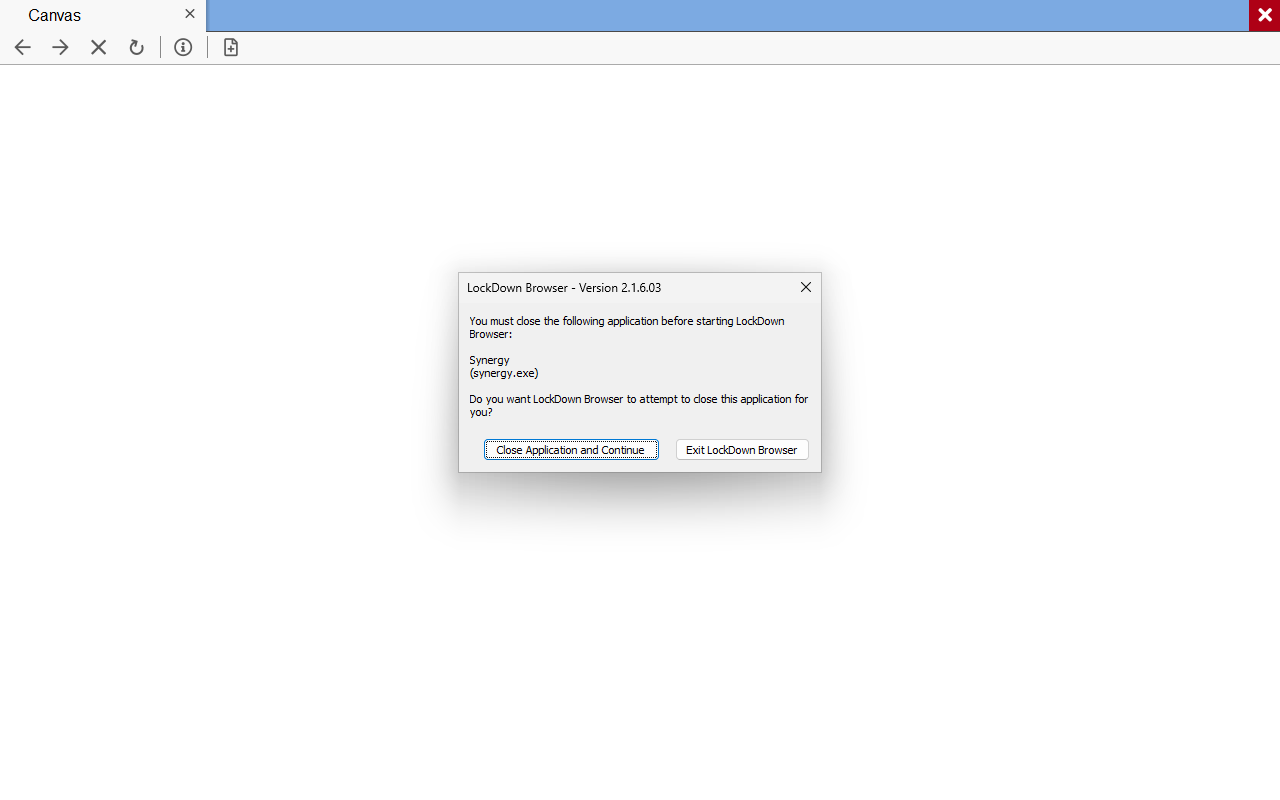 Canvas
LockDown Browser - Version 2.1.6.03
You must close the following application before starting LockDown
Browser:
Synergy
(synergy.exe)
Do you want LockDown Browser to attempt to close this application for
you?
Close Application and Continue
Exit LockDown Browser